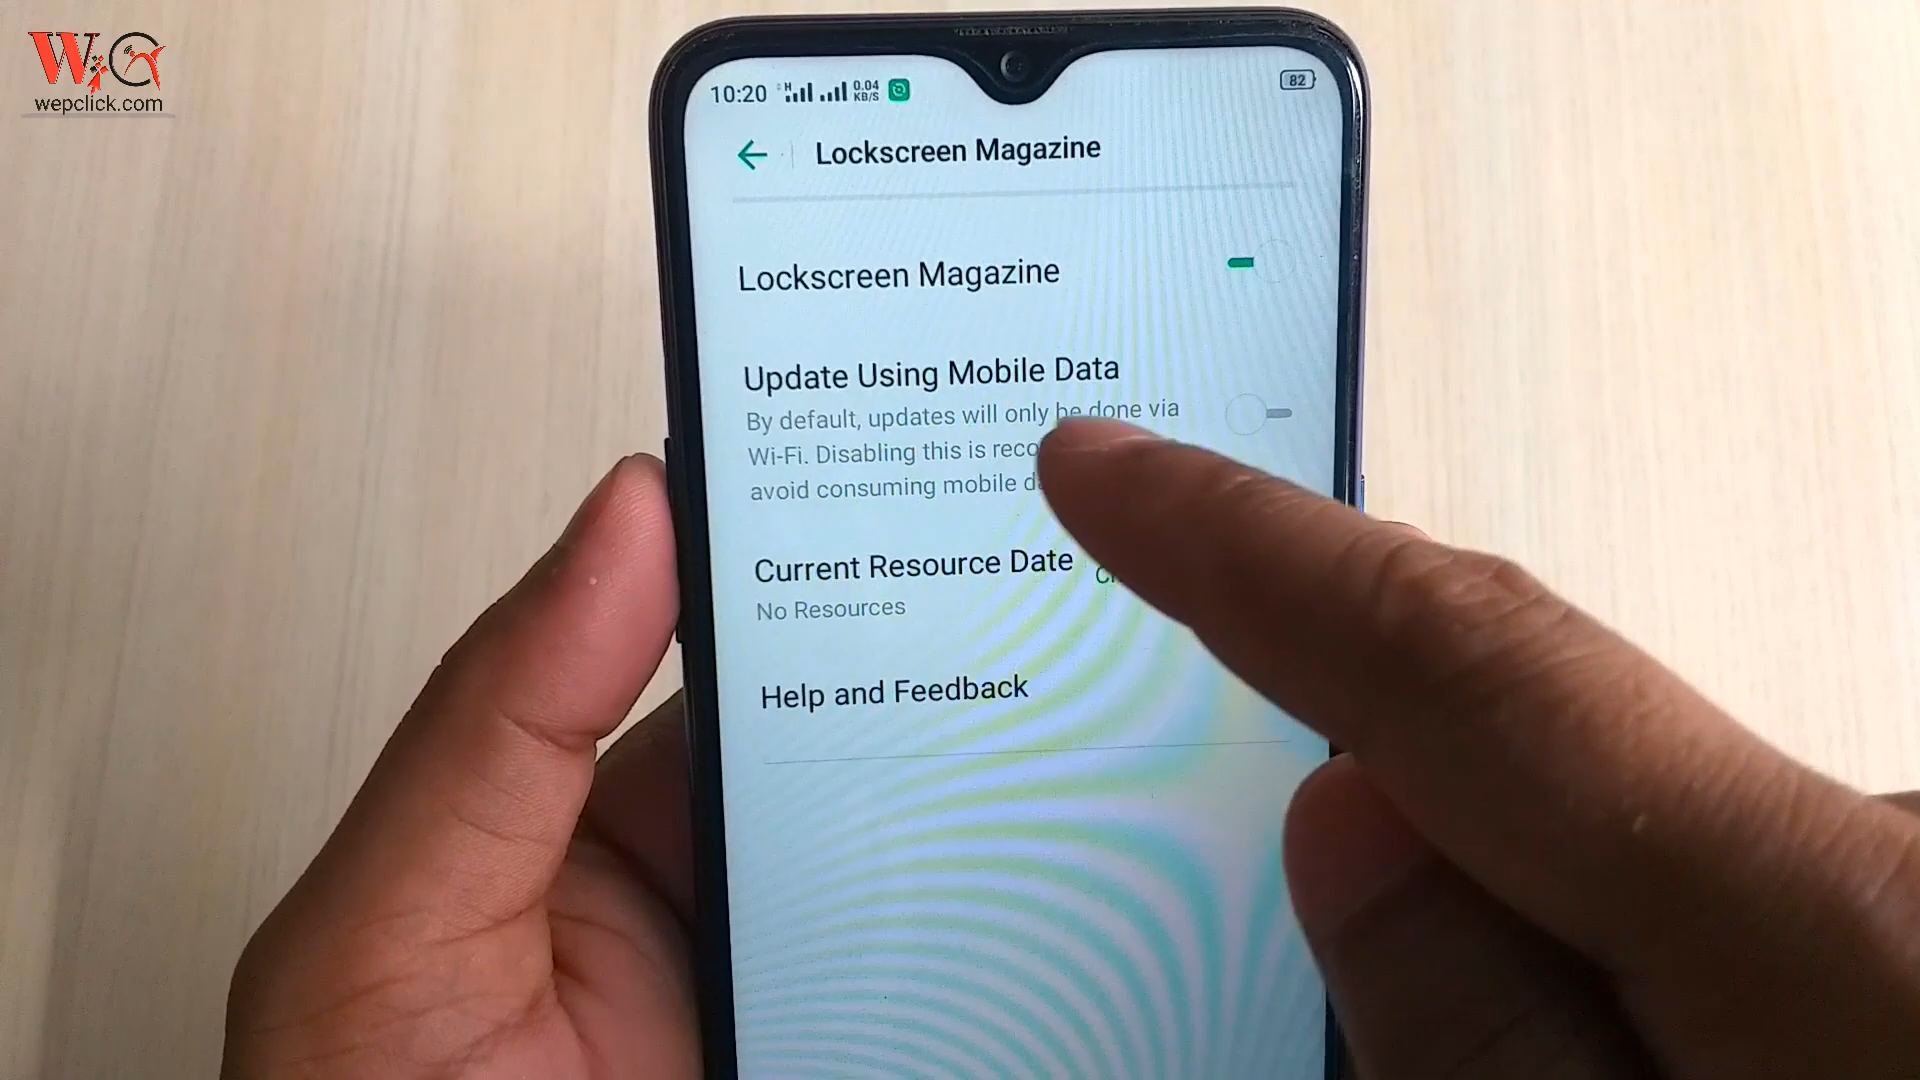 WC
wepclick.com
10:20 H 0.04 KB/S 82
Lockscreen Magazine
Lockscreen Magazine
Update Using Mobile Data
By default, updates will only be done via
Wi-Fi. Disabling this is reco
avoid consuming mobile d
Current Resource Date
No Resources
Help and Feedback